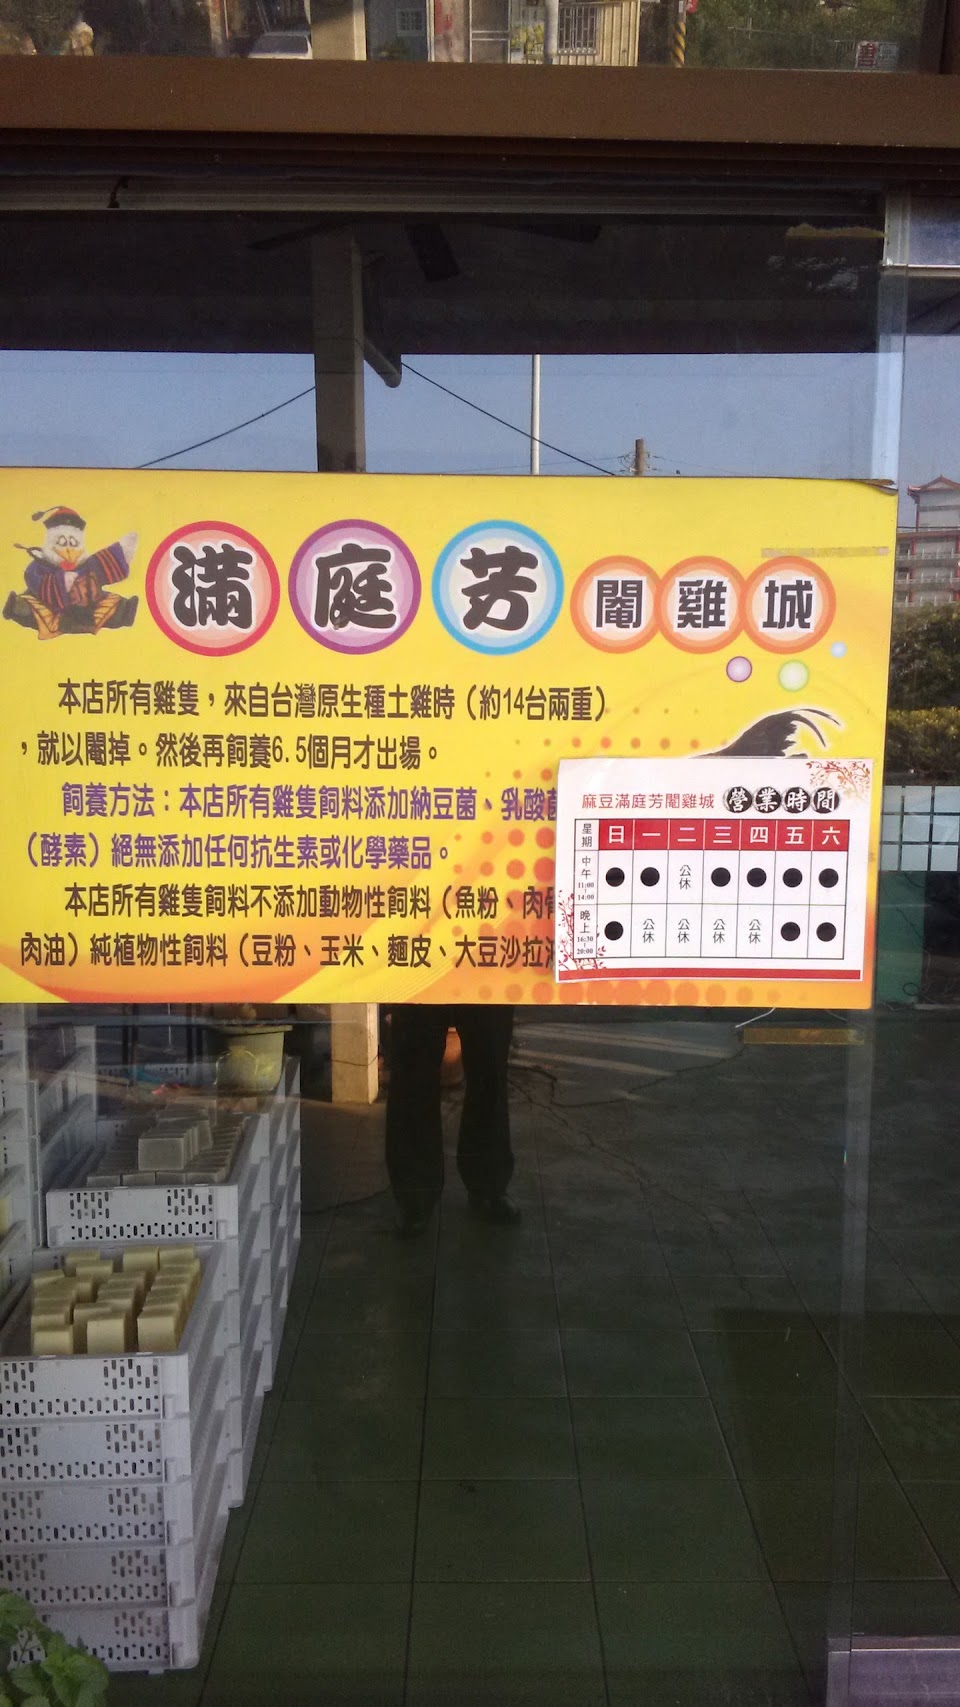 滿庭芳閹雞城
本店所有雞隻，來自台灣原生種土雞時（約14台兩重）
，就以閹掉。然後再飼養6.5個月才出場。
飼養方法：本店所有雞隻飼料添加納豆菌、乳酸菌
（酵素）絕無添加任何抗生素或化學藥品。
本店所有雞隻飼料不添加動物性飼料（魚粉、肉骨
肉油）純植物性飼料（豆粉、玉米、麵皮、大豆沙拉油
麻豆滿庭芳閹雞城 營業時間
星期 日 一 二 三 四 五 六
中午 11:00 | 14:00 ● ● 公休 ● ● ● ●
晚上 16:30 | 20:00 ● 公休 公休 公休 公休 ● ●